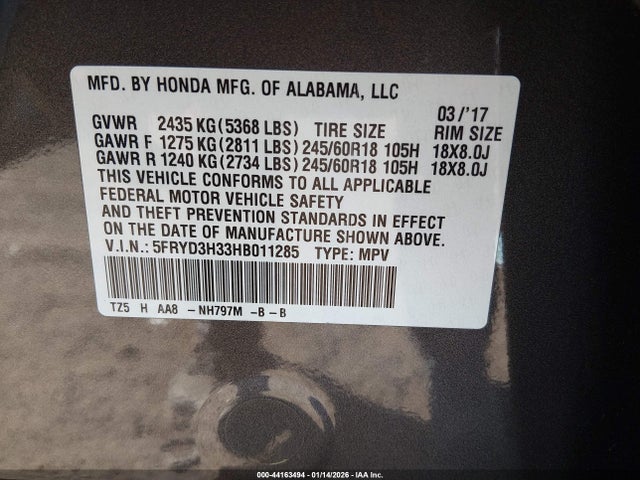 MFD. BY HONDA MFG. OF ALABAMA, LLC
03/'17
GVWR 2435 KG (5368 LBS) TIRE SIZE RIM SIZE
GAWR F 1275 KG (2811 LBS) 245/60R18 105H 18X8.0J
GAWR R 1240 KG (2734 LBS) 245/60R18 105H 18X8.0J
THIS VEHICLE CONFORMS TO ALL APPLICABLE
FEDERAL MOTOR VEHICLE SAFETY
AND THEFT PREVENTION STANDARDS IN EFFECT
ON THE DATE OF MANUFACTURE SHOWN ABOVE.
V.I.N.: 5FRYD3H33HB011285 TYPE: MPV
TZ5 H AA8 - NH797M - B - B
000-44163494 - 01/14/2026 - IAA Inc.